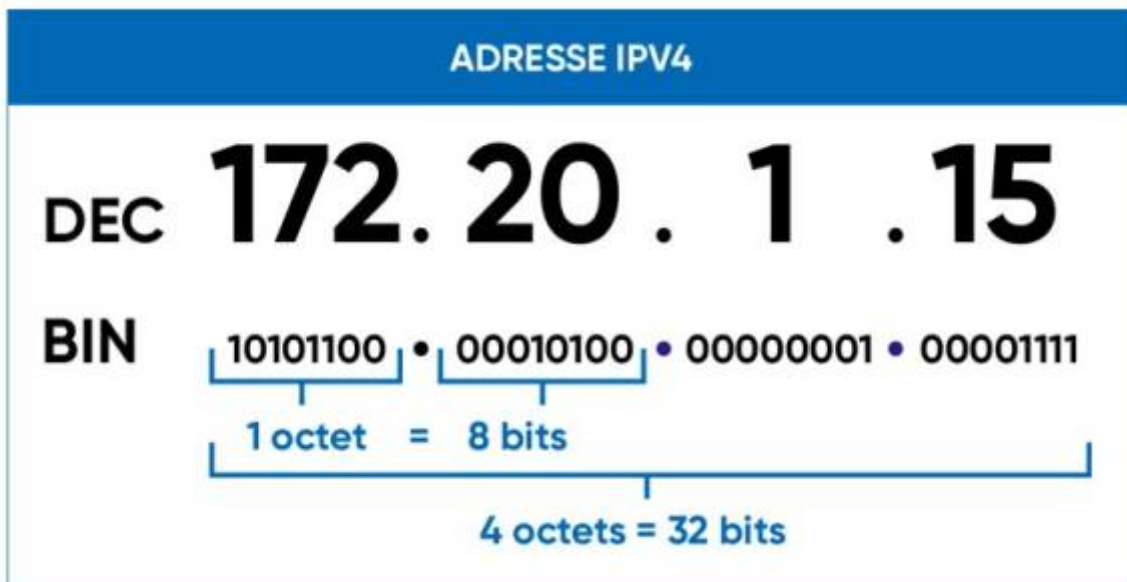 ADRESSE IPV4
DEC 172. 20 . 1 . 15
BIN 10101100 • 00010100 • 00000001 • 00001111
1 octet = 8 bits
4 octets = 32 bits